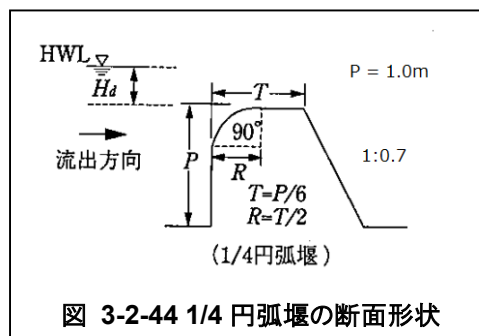 HWL
Hd
T
P = 1.0m
90°
流出方向
P
R
1:0.7
T=P/6
R=T/2
(1/4円弧堰)
図 3-2-44 1/4 円弧堰の断面形状